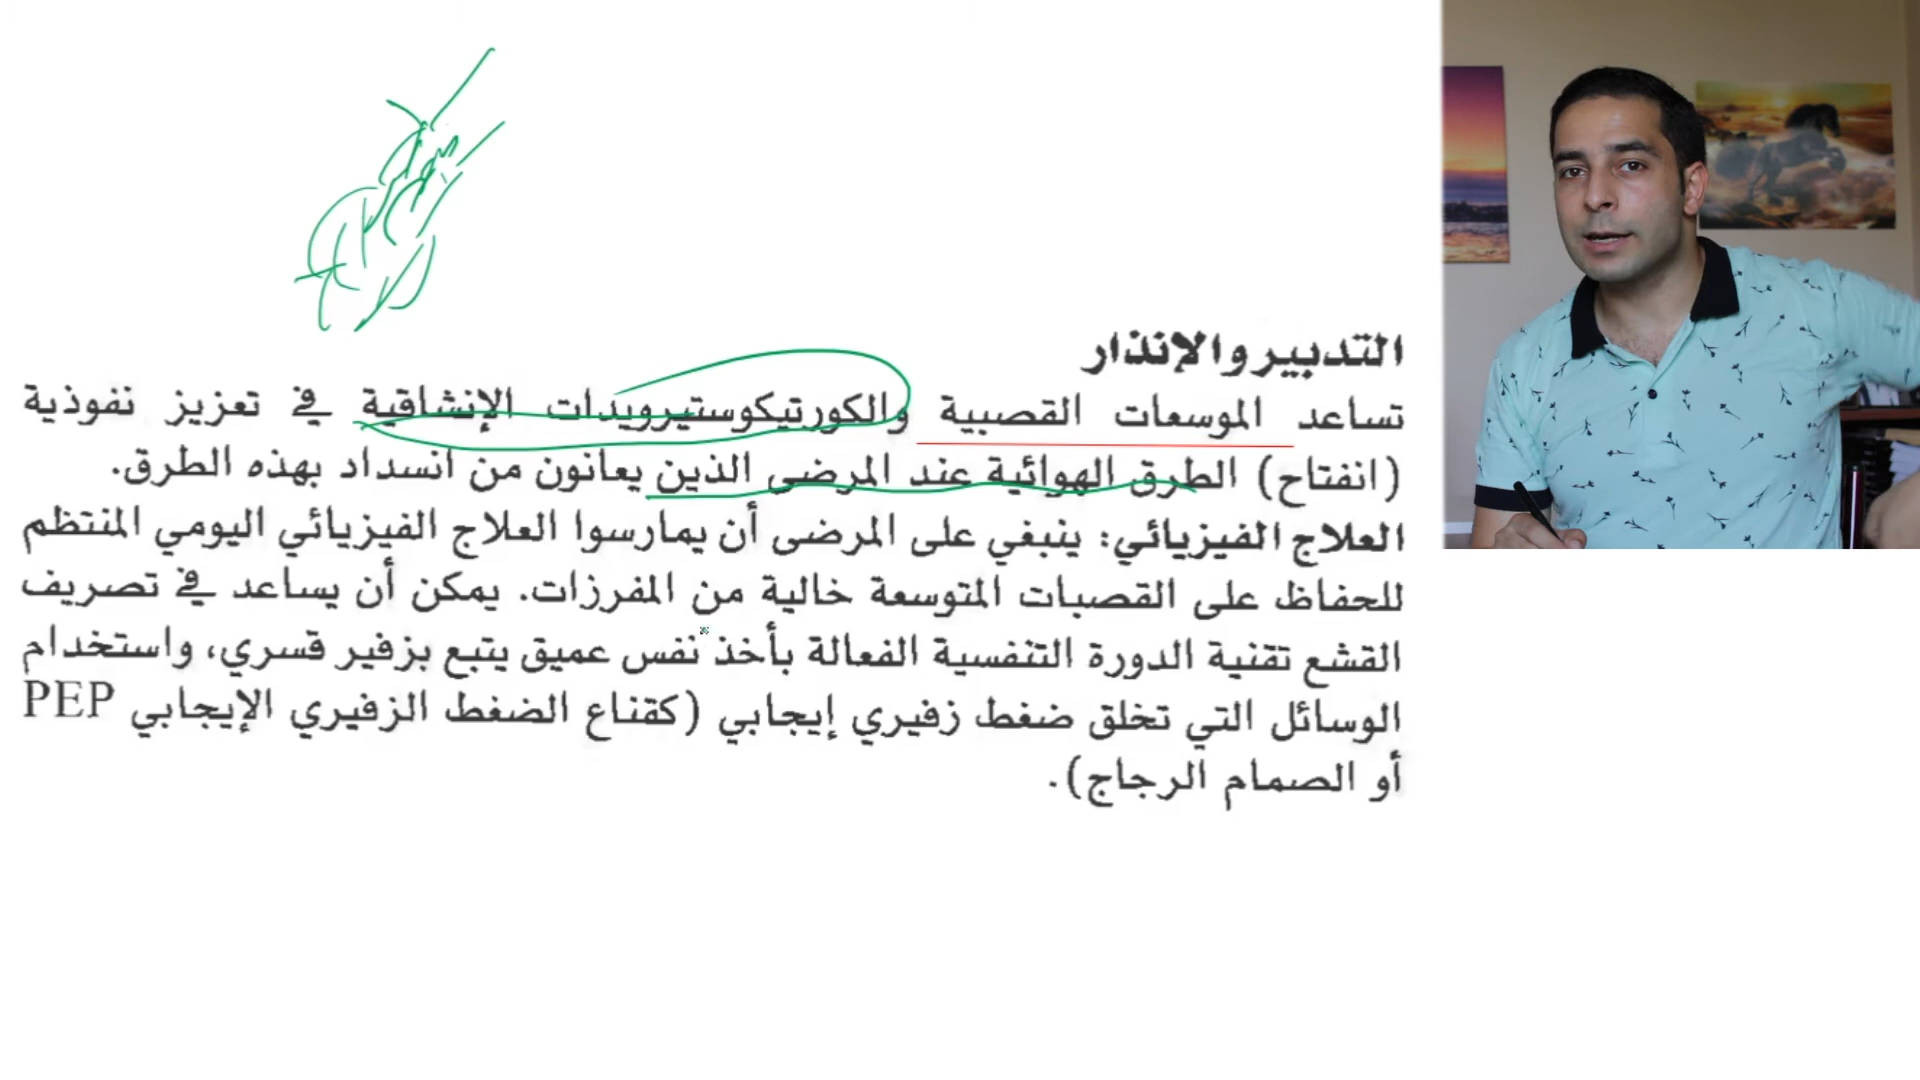 التدبير والإنذار
تساعد الموسعات القصبية والكورتيكوستيرويدات الإنشاقية في تعزيز نفوذية
(انفتاح) الطرق الهوائية عند المرضى الذين يعانون من انسداد بهذه الطرق.
العلاج الفيزيائي: ينبغي على المرضى أن يمارسوا العلاج الفيزيائي اليومي المنتظم
للحفاظ على القصبات المتوسعة خالية من المفرزات. يمكن أن يساعد في تصريف
القشع تقنية الدورة التنفسية الفعالة بأخذ نفس عميق يتبع بزفير قسري، واستخدام
الوسائل التي تخلق ضغط زفيري إيجابي (كقناع الضغط الزفيري الإيجابي PEP
أو الصمام الرجاج).